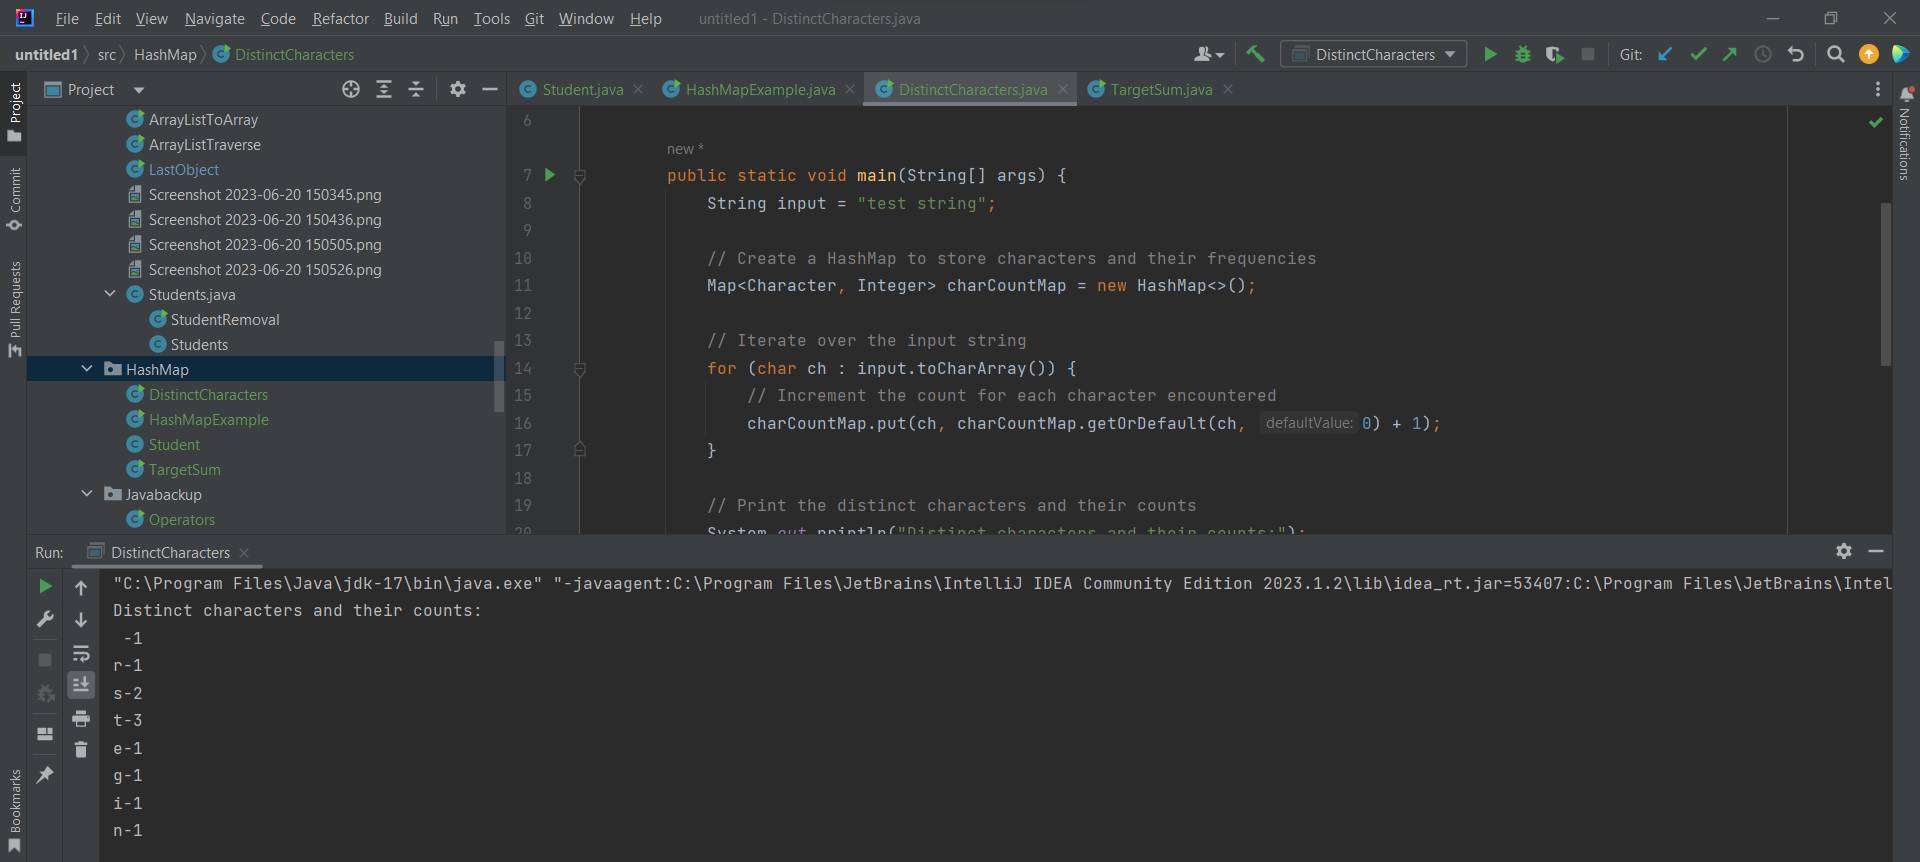 File Edit View Navigate Code Refactor Build Run Tools Git Window Help untitled1 - DistinctCharacters.java
untitled1 src HashMap DistinctCharacters
DistinctCharacters Git:
Project
Student.java HashMapExample.java DistinctCharacters.java TargetSum.java
Project
Commit
Pull Requests
Bookmarks
Notifications
ArrayListToArray
ArrayListTraverse
LastObject
Screenshot 2023-06-20 150345.png
Screenshot 2023-06-20 150436.png
Screenshot 2023-06-20 150505.png
Screenshot 2023-06-20 150526.png
Students.java
StudentRemoval
Students
HashMap
DistinctCharacters
HashMapExample
Student
TargetSum
Javabackup
Operators
6
new *
7 public static void main(String[] args) {
8 String input = "test string";
9
10 // Create a HashMap to store characters and their frequencies
11 Map<Character, Integer> charCountMap = new HashMap<>();
12
13 // Iterate over the input string
14 for (char ch : input.toCharArray()) {
15 // Increment the count for each character encountered
16 charCountMap.put(ch, charCountMap.getOrDefault(ch, defaultValue: 0) + 1);
17 }
18
19 // Print the distinct characters and their counts
20 System.out.println("Distinct characters and their counts:");
Run: DistinctCharacters
"C:\Program Files\Java\jdk-17\bin\java.exe" "-javaagent:C:\Program Files\JetBrains\IntelliJ IDEA Community Edition 2023.1.2\lib\idea_rt.jar=53407:C:\Program Files\JetBrains\Intel
Distinct characters and their counts:
 -1
r-1
s-2
t-3
e-1
g-1
i-1
n-1